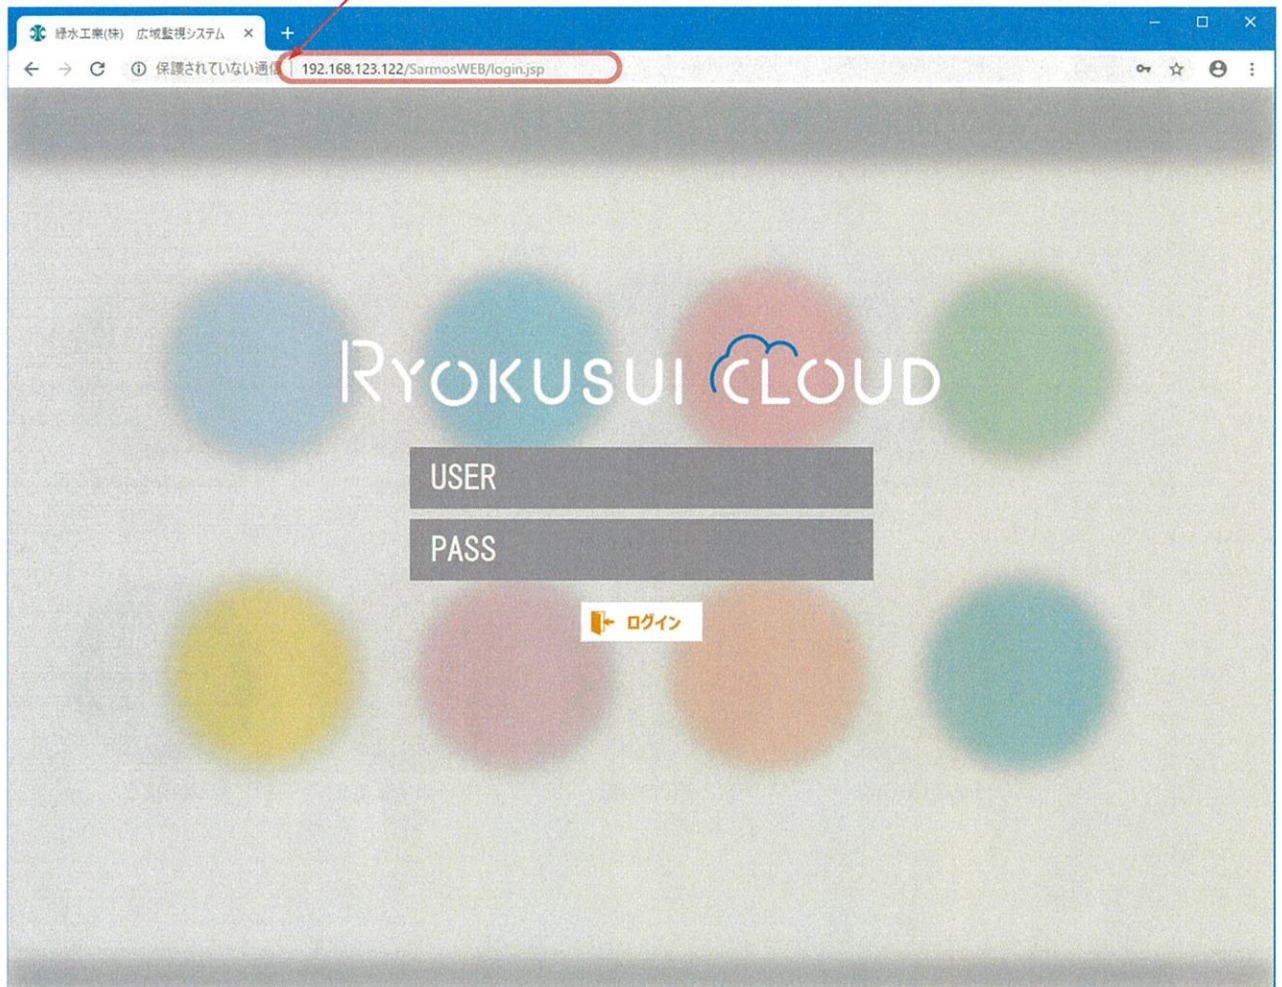 緑水工業(株) 広域監視システム
保護されていない通信
192.168.123.122/SarmosWEB/login.jsp
RYOKUSUI CLOUD
USER
PASS
ログイン